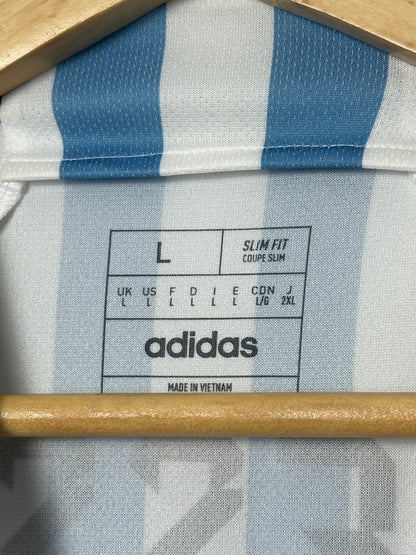 L
SLIM FIT
COUPE SLIM
UK US F D I E CDN J
L L L L L L L/G 2XL
adidas
MADE IN VIETNAM